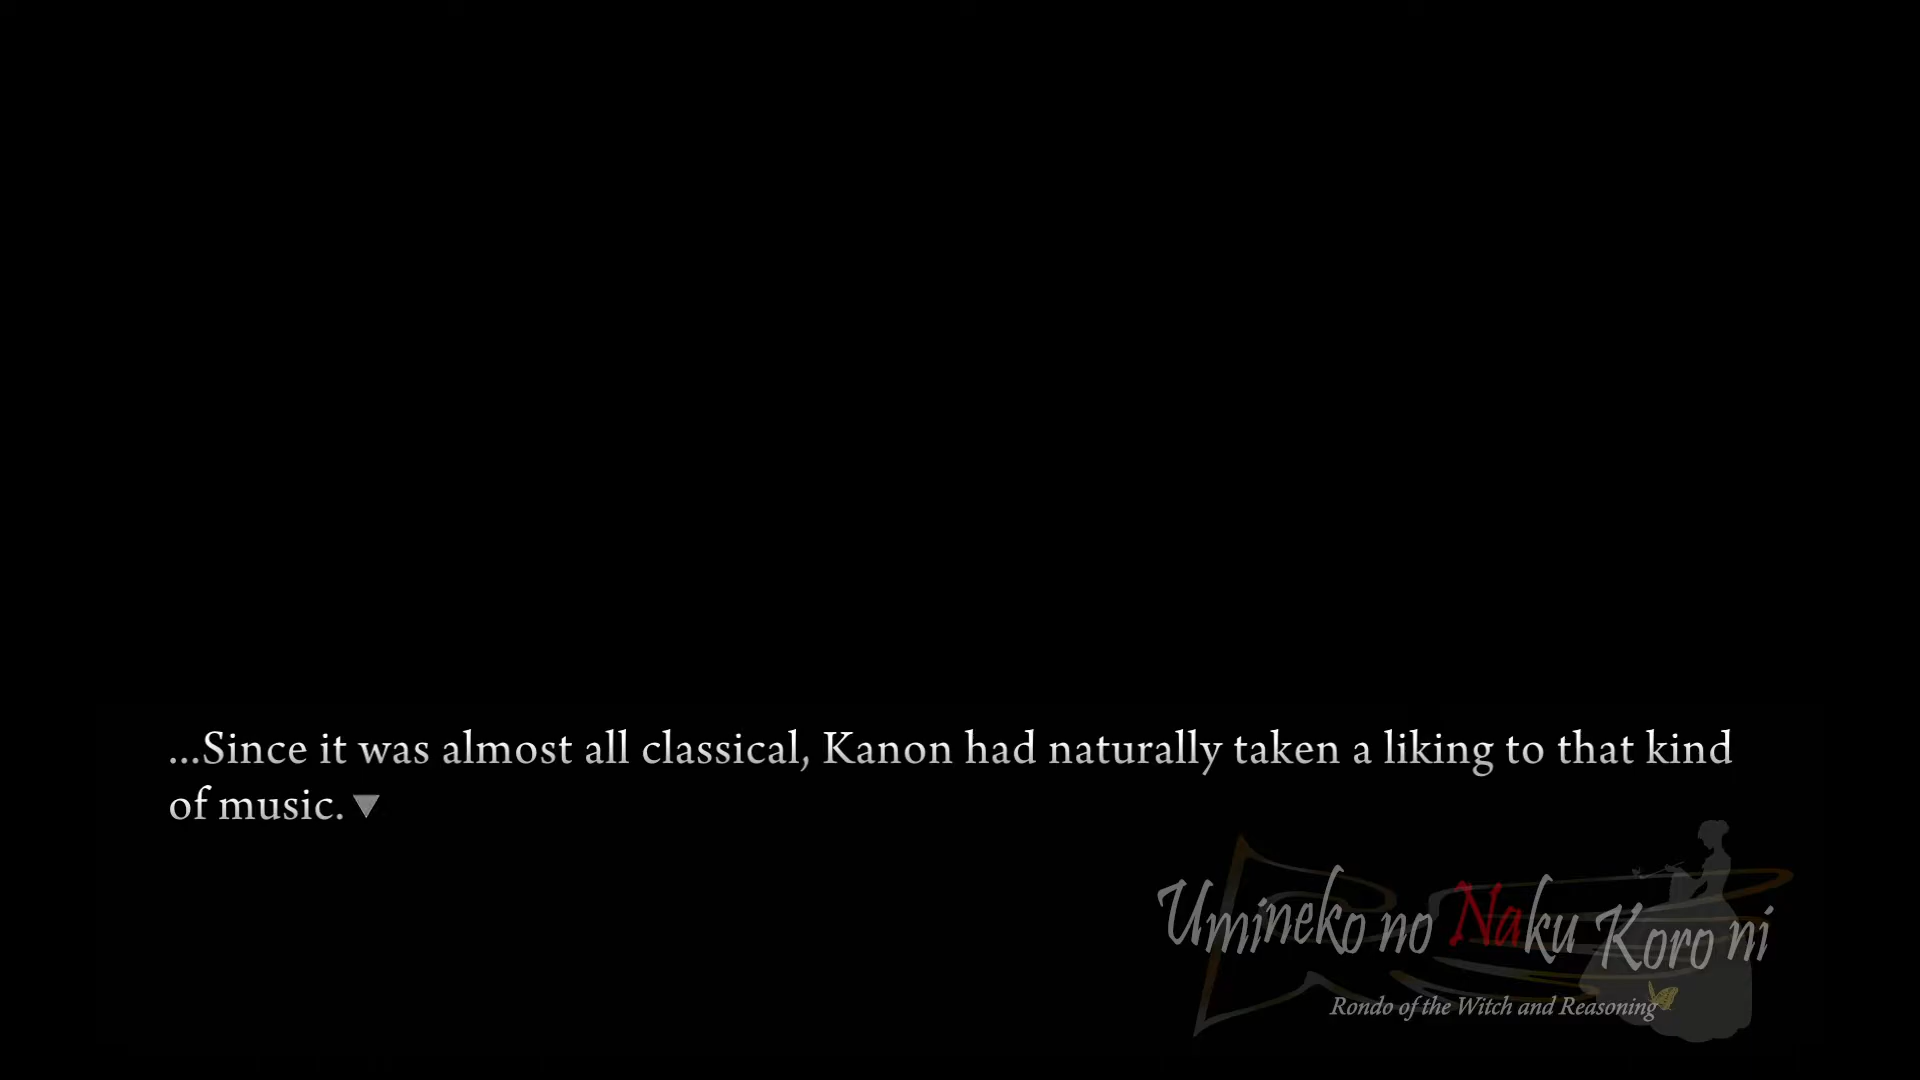 ...Since it was almost all classical, Kanon had naturally taken a liking to that kind
of music.
Umineko no Naku Koro ni
Rondo of the Witch and Reasoning